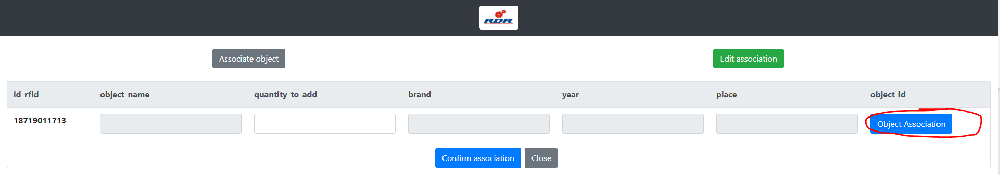 RDR
Associate object Edit association
id_rfid object_name quantity_to_add brand year place object_id
18719011713 Object Association
Confirm association Close